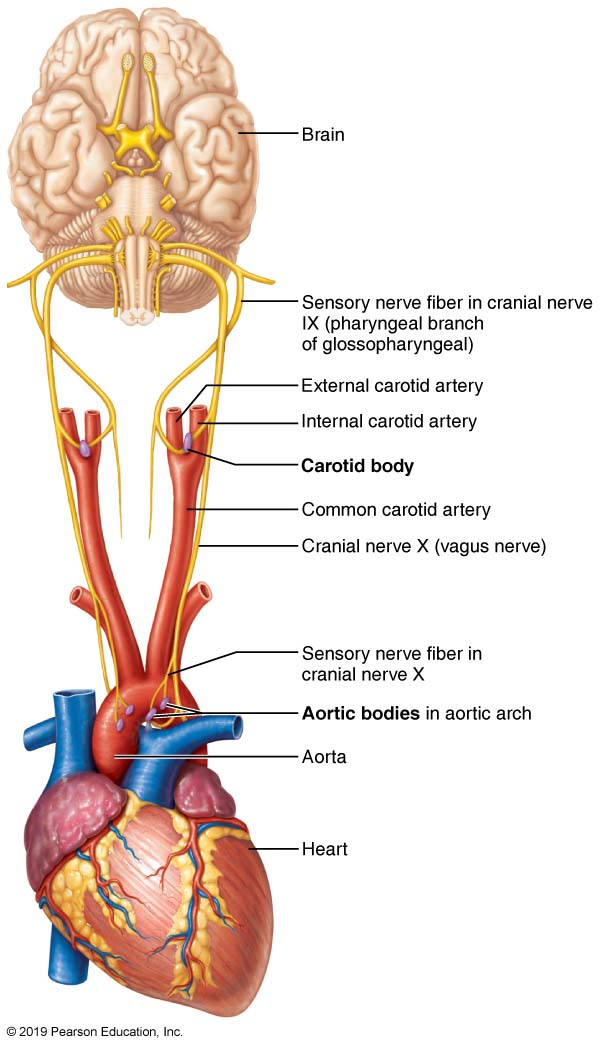 Brain
Sensory nerve fiber in cranial nerve
IX (pharyngeal branch
of glossopharyngeal)
External carotid artery
Internal carotid artery
Carotid body
Common carotid artery
Cranial nerve X (vagus nerve)
Sensory nerve fiber in
cranial nerve X
Aortic bodies in aortic arch
Aorta
Heart
© 2019 Pearson Education, Inc.